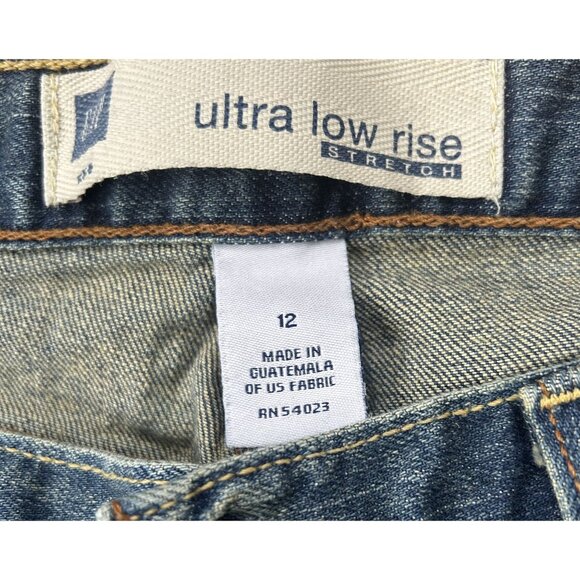 ultra low rise
STRETCH
12
MADE IN
GUATEMALA
OF US FABRIC
RN 54023